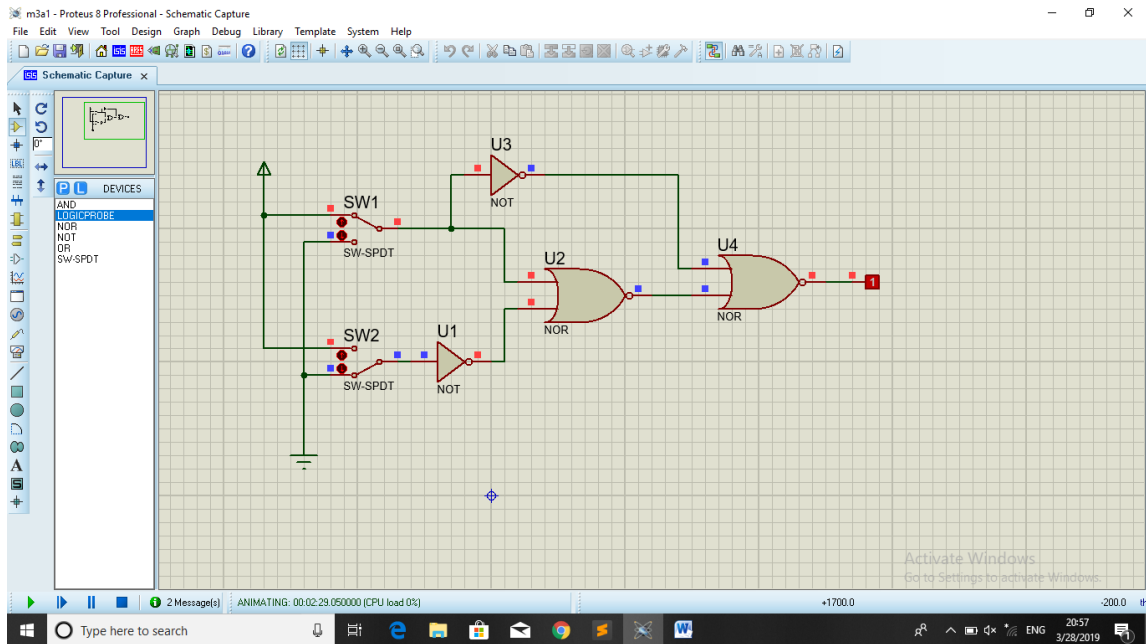 m3a1 - Proteus 8 Professional - Schematic Capture
File Edit View Tool Design Graph Debug Library Template System Help
Schematic Capture
0°
P L DEVICES
AND
LOGICPROBE
NOR
NOT
OR
SW-SPDT
LBL
A
S
U3
NOT
SW1
SW-SPDT
U2
NOR
U4
NOR
1
SW2
SW-SPDT
U1
NOT
Activate Windows
Go to Settings to activate Windows.
2 Message(s) ANIMATING: 00:02:29.050000 (CPU load 0%) +1700.0 -200.0 th
Type here to search
ENG
20:57
3/28/2019